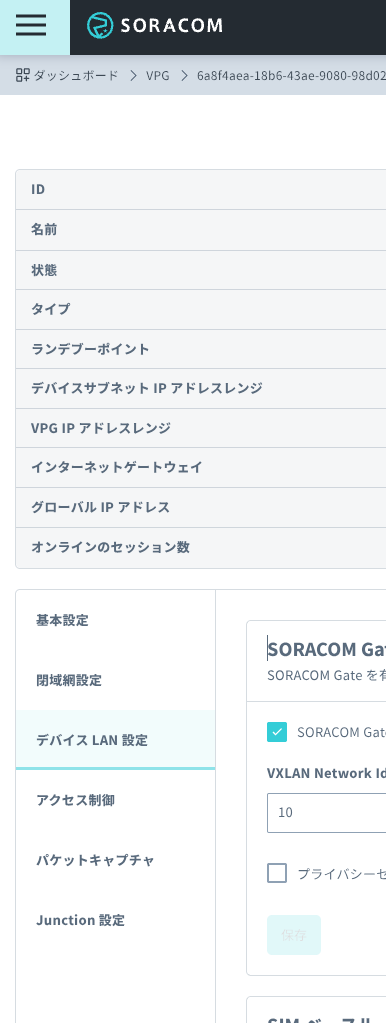 SORACOM
ダッシュボード > VPG > 6a8f4aea-18b6-43ae-9080-98d02
ID
名前
状態
タイプ
ランデブーポイント
デバイスサブネット IP アドレスレンジ
VPG IP アドレスレンジ
インターネットゲートウェイ
グローバル IP アドレス
オンラインのセッション数
基本設定
閉域網設定
デバイス LAN 設定
アクセス制御
パケットキャプチャ
Junction 設定
SORACOM Gat
SORACOM Gate を有
SORACOM Gate
VXLAN Network Id
10
プライバシーセ
保存
SIM ベースル